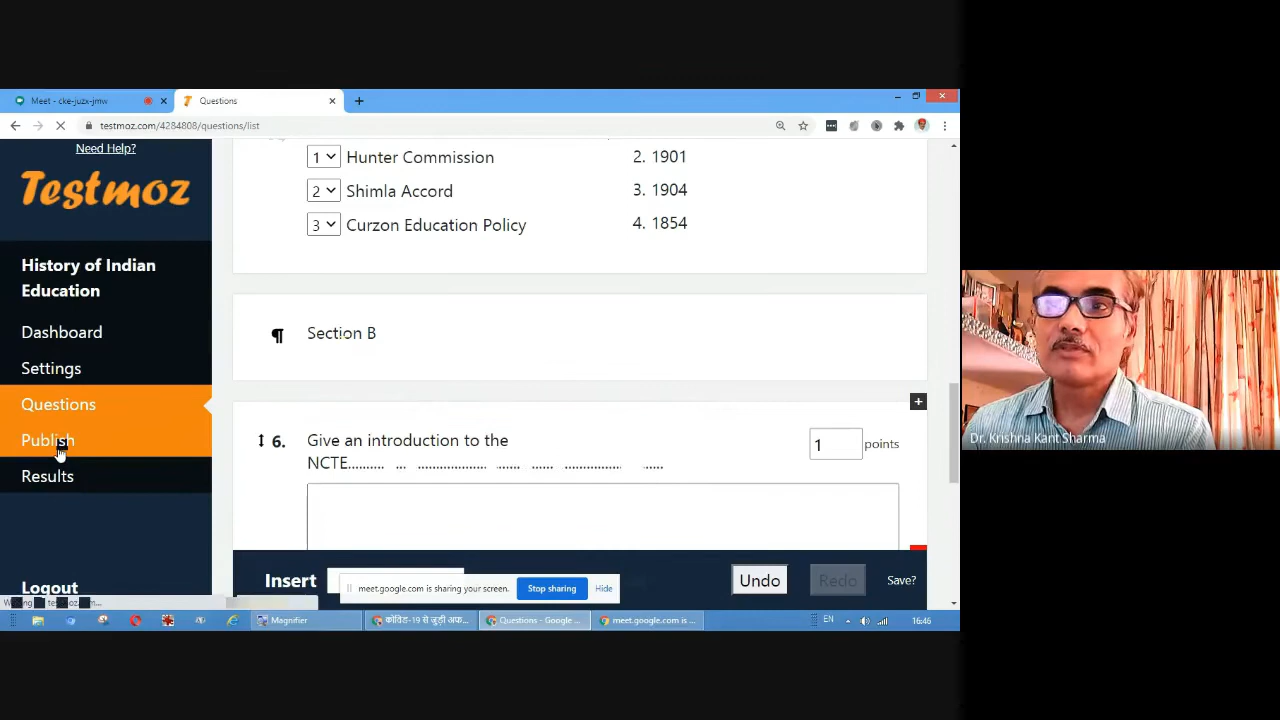 Meet - cke-juzx-jmw
Questions
testmoz.com/4284808/questions/list
Need Help?
Testmoz
History of Indian
Education
Dashboard
Settings
Questions
Publish
Results
Logout
1 Hunter Commission 2. 1901
2 Shimla Accord 3. 1904
3 Curzon Education Policy 4. 1854
¶ Section B
6. Give an introduction to the 1 points
NCTE.......... ... ................... ...... ...... ............... ......
Insert Undo Redo Save?
meet.google.com is sharing your screen. Stop sharing Hide
Magnifier
कोविड-19 से जुड़ी अफ...
Questions - Google ...
meet.google.com is ...
EN 16:46
Dr. Krishna Kant Sharma